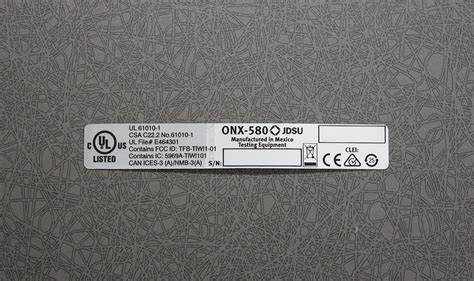 C UL US
LISTED
UL 61010-1
CSA C22.2 No.61010-1
UL File# E464301
Contains FCC ID: TFB-TIWI1-01
Contains IC: 5969A-TIWI101
CAN ICES-3 (A)/NMB-3(A)
ONX-580 JDSU
Manufactured in Mexico
Testing Equipment
S/N:
CLEI:
CE
25